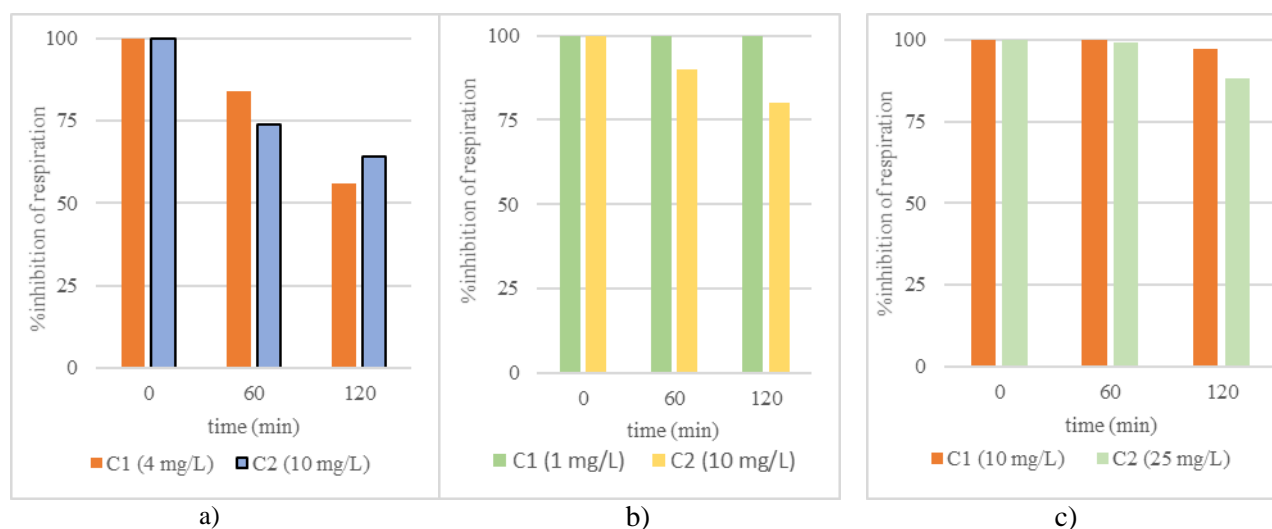 %inhibition of respiration
100
75
50
25
0
0 60 120
time (min)
C1 (4 mg/L) C2 (10 mg/L)
a)
%inhibition of respiration
100
75
50
25
0
0 60 120
time (min)
C1 (1 mg/L) C2 (10 mg/L)
b)
%inhibition of respiration
100
75
50
25
0
0 60 120
time (min)
C1 (10 mg/L) C2 (25 mg/L)
c)